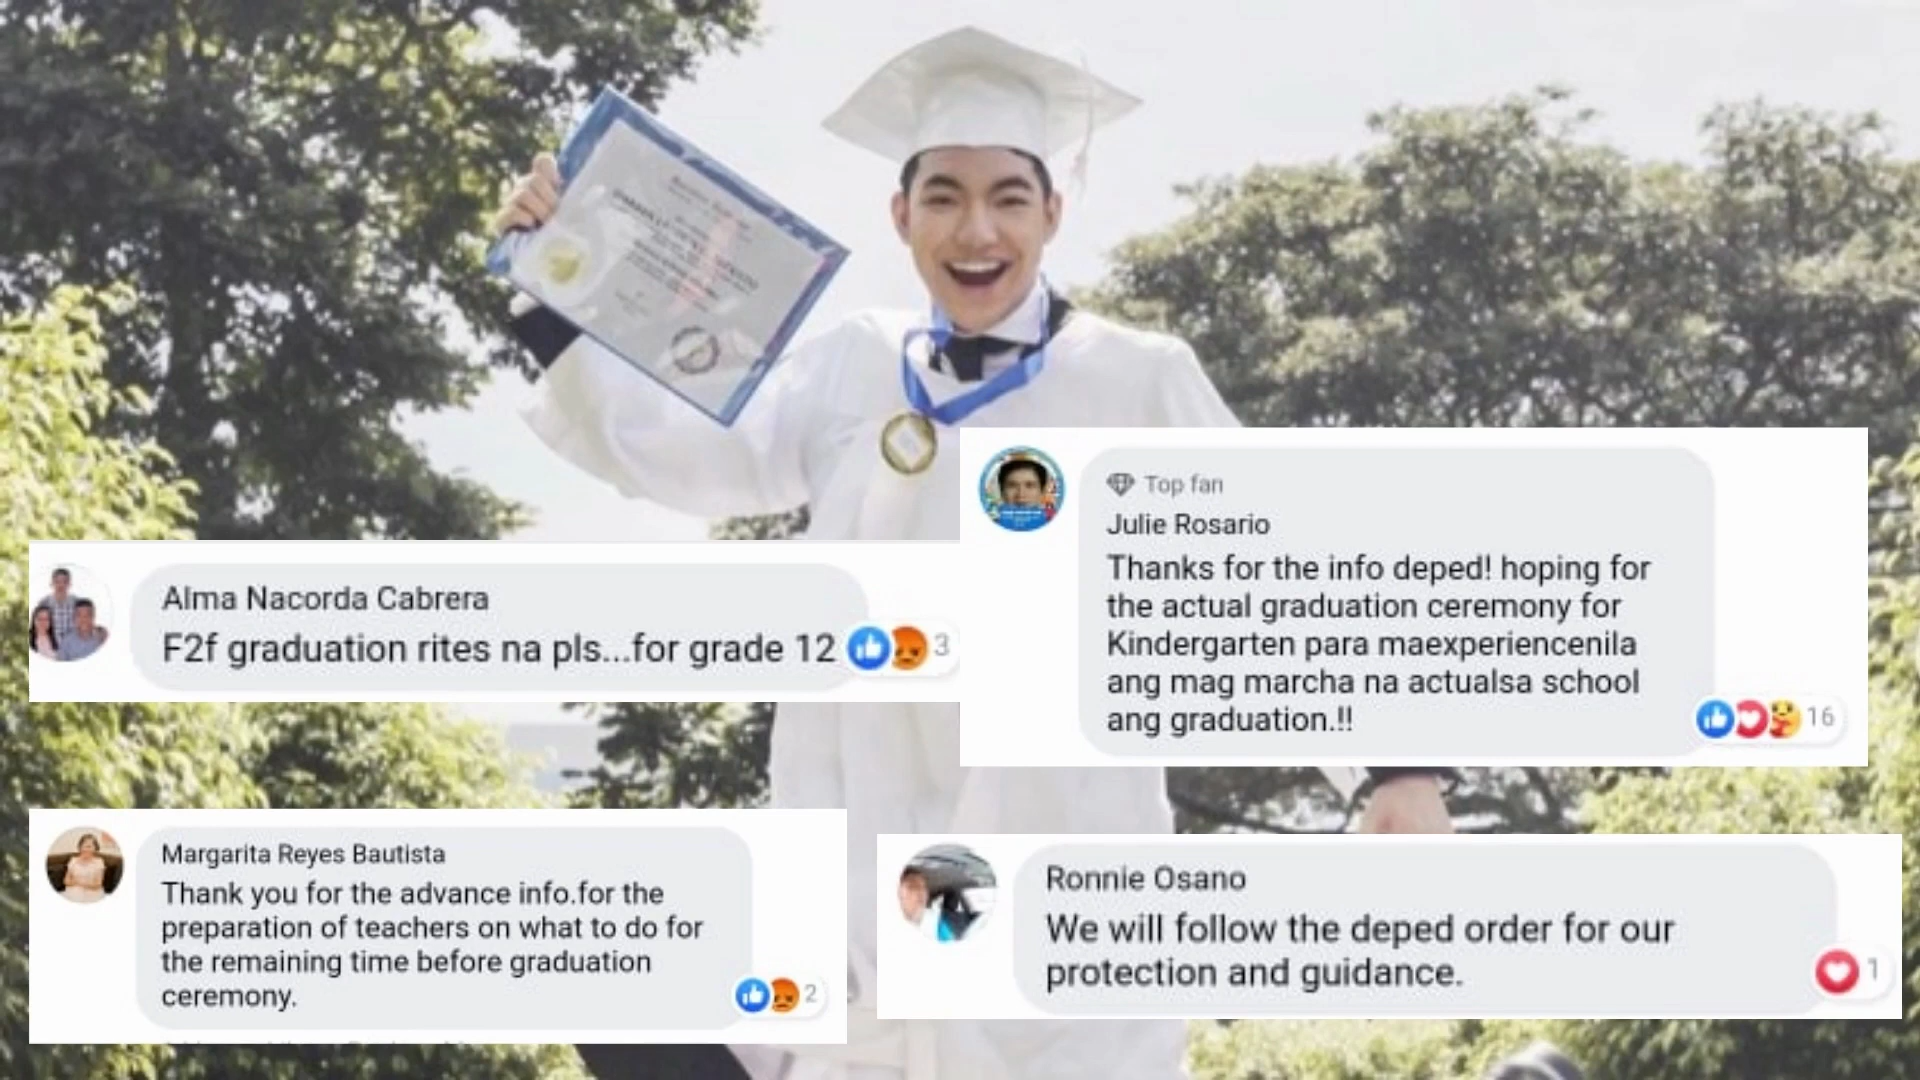 Top fan
Julie Rosario
Thanks for the info deped! hoping for
the actual graduation ceremony for
Kindergarten para maexperiencenila
ang mag marcha na actualsa school
ang graduation.!!
16
Alma Nacorda Cabrera
F2f graduation rites na pls...for grade 12
3
Margarita Reyes Bautista
Thank you for the advance info.for the
preparation of teachers on what to do for
the remaining time before graduation
ceremony.
2
Ronnie Osano
We will follow the deped order for our
protection and guidance.
1